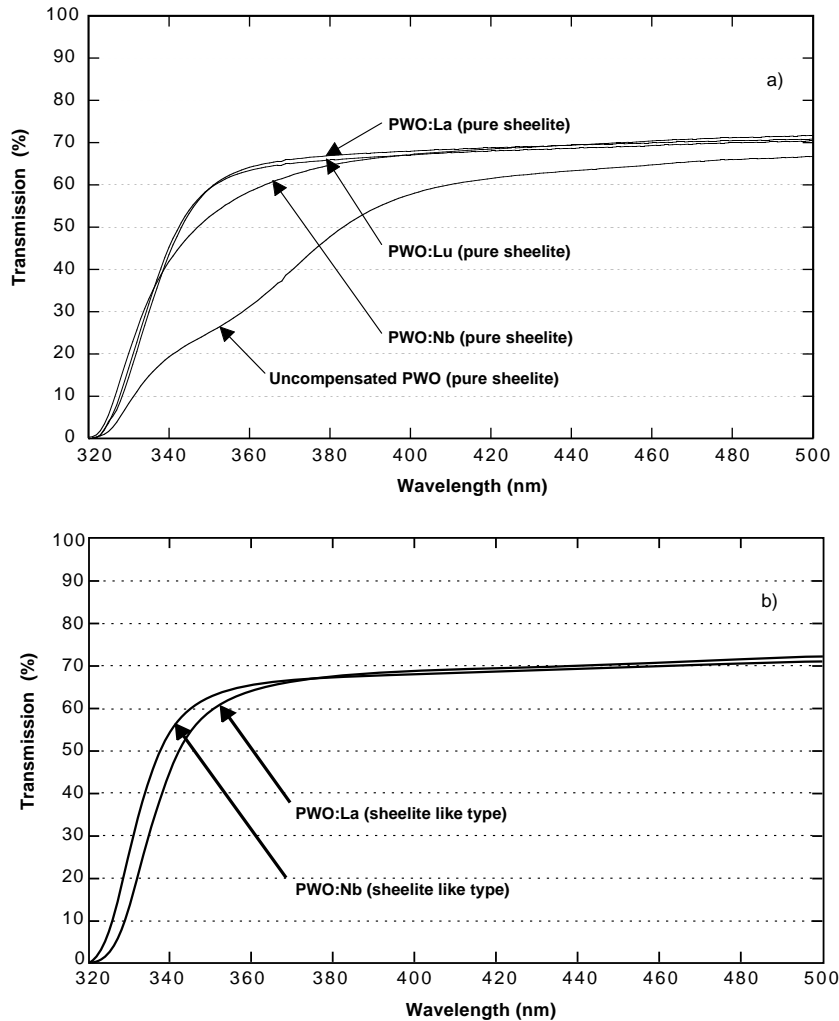 100
90
80
70
60
50
40
30
20
10
0
Transmission (%)
a)
PWO:La (pure sheelite)
PWO:Lu (pure sheelite)
PWO:Nb (pure sheelite)
Uncompensated PWO (pure sheelite)
320 340 360 380 400 420 440 460 480 500
Wavelength (nm)
100
90
80
70
60
50
40
30
20
10
0
Transmission (%)
b)
PWO:La (sheelite like type)
PWO:Nb (sheelite like type)
320 340 360 380 400 420 440 460 480 500
Wavelength (nm)